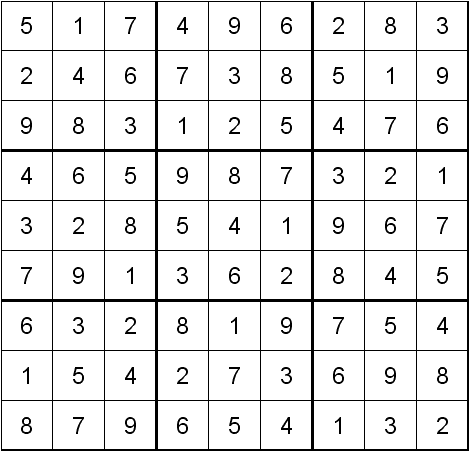 5 1 7 4 9 6 2 8 3
2 4 6 7 3 8 5 1 9
9 8 3 1 2 5 4 7 6
4 6 5 9 8 7 3 2 1
3 2 8 5 4 1 9 6 7
7 9 1 3 6 2 8 4 5
6 3 2 8 1 9 7 5 4
1 5 4 2 7 3 6 9 8
8 7 9 6 5 4 1 3 2